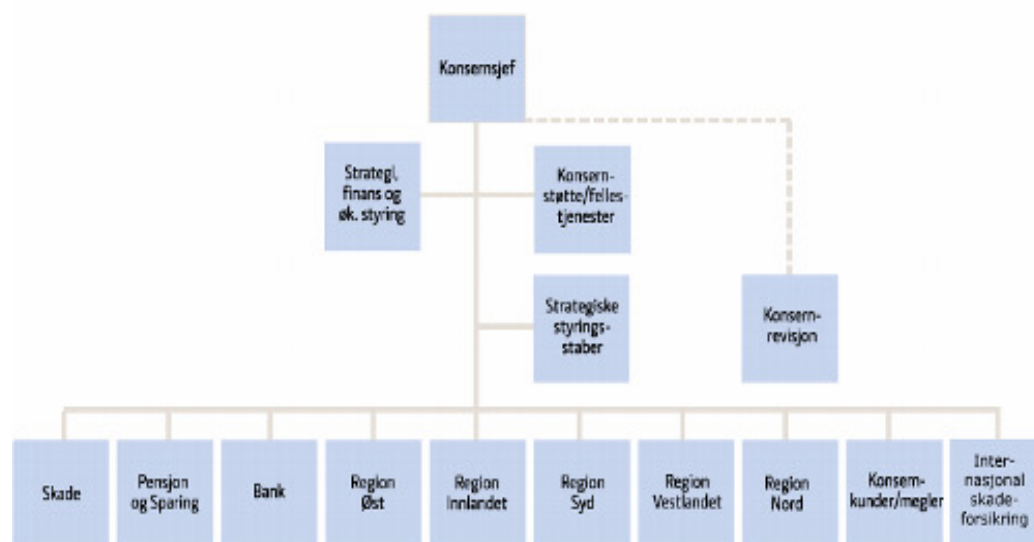 Konsernsjef
Strategi,
finans og
øk. styring
Konsern-
støtte/felles-
tjenester
Strategiske
styrings-
staber
Konsern-
revisjon
Skade
Pensjon
og Sparing
Bank
Region
Øst
Region
Innlandet
Region
Syd
Region
Vestlandet
Region
Nord
Konsern-
kunder/megler
Inter-
nasjonal
skade-
forsikring